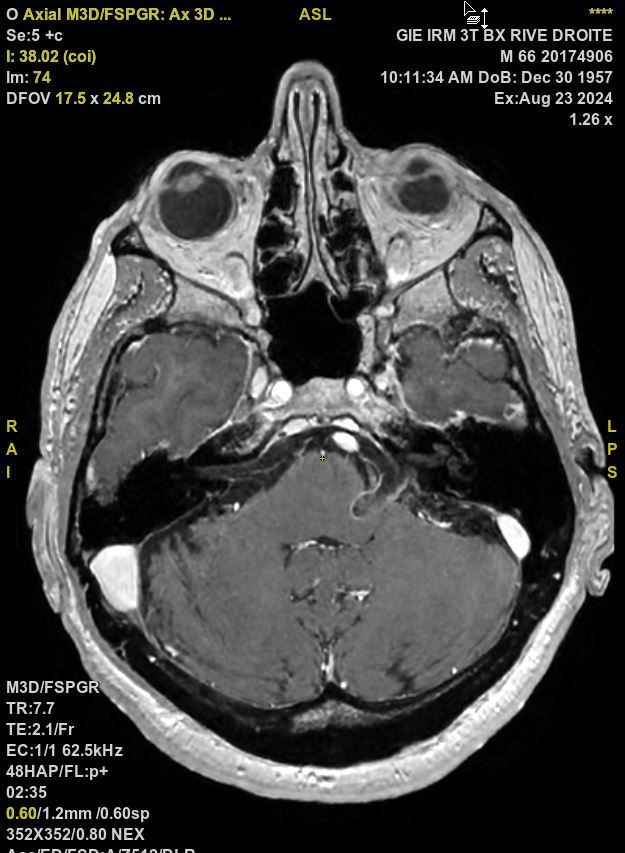 O Axial M3D/FSPGR: Ax 3D ...
Se:5 +c
I: 38.02 (coi)
Im: 74
DFOV 17.5 x 24.8 cm
ASL
****
GIE IRM 3T BX RIVE DROITE
M 66 20174906
10:11:34 AM DoB: Dec 30 1957
Ex:Aug 23 2024
1.26 x
R
A
I
L
P
S
M3D/FSPGR
TR:7.7
TE:2.1/Fr
EC:1/1 62.5kHz
48HAP/FL:p+
02:35
0.60/1.2mm /0.60sp
352X352/0.80 NEX